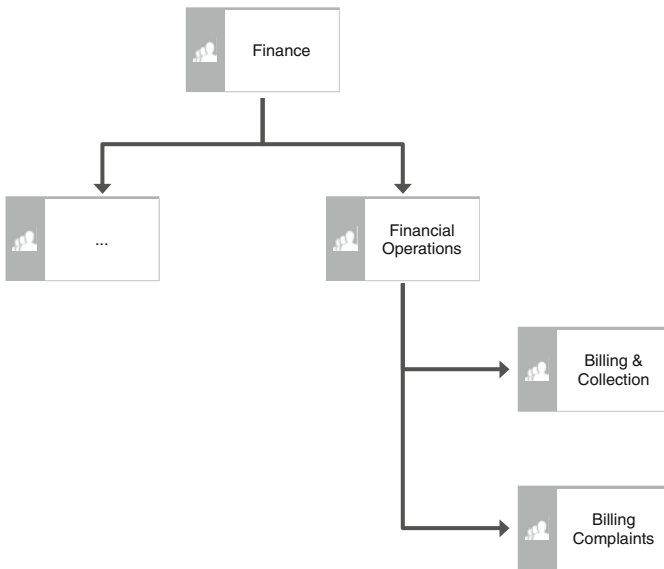 Finance
...
Financial
Operations
Billing &
Collection
Billing
Complaints